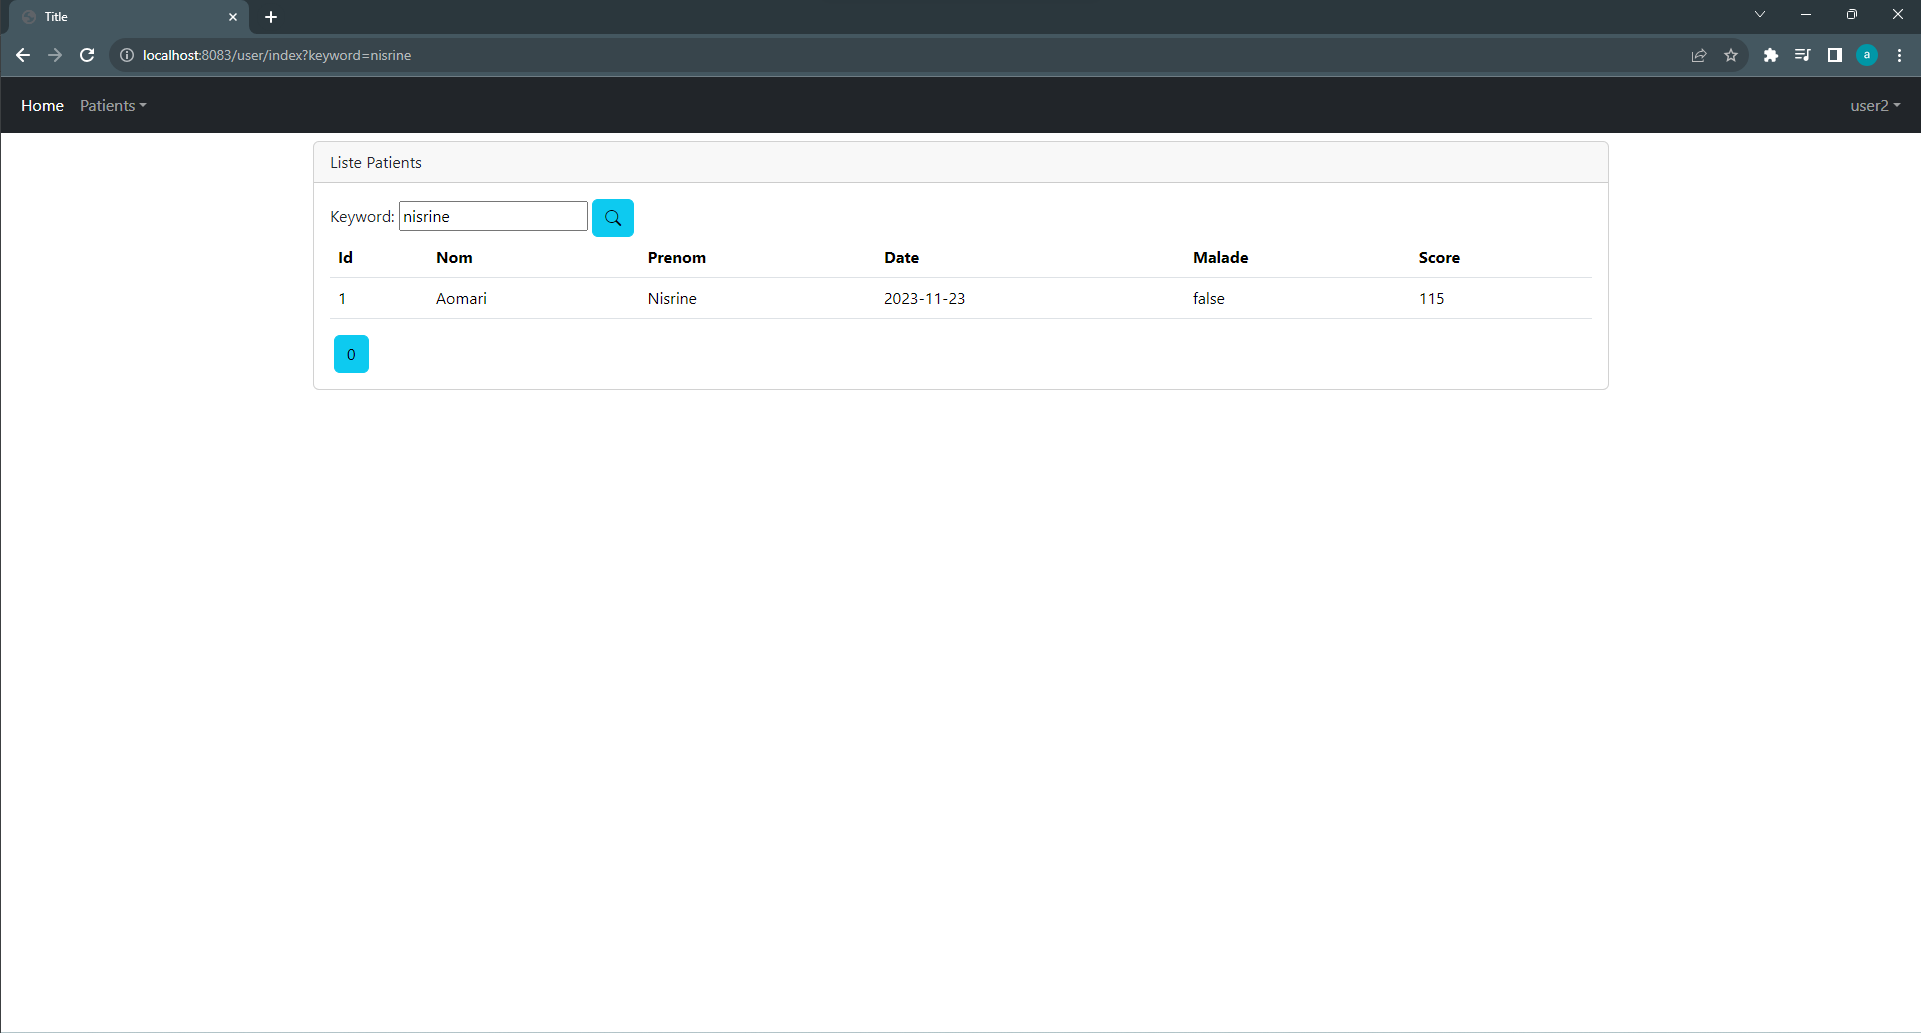 Title
localhost:8083/user/index?keyword=nisrine
a
Home Patients user2
Liste Patients
Keyword: nisrine
Id Nom Prenom Date Malade Score
1 Aomari Nisrine 2023-11-23 false 115
0